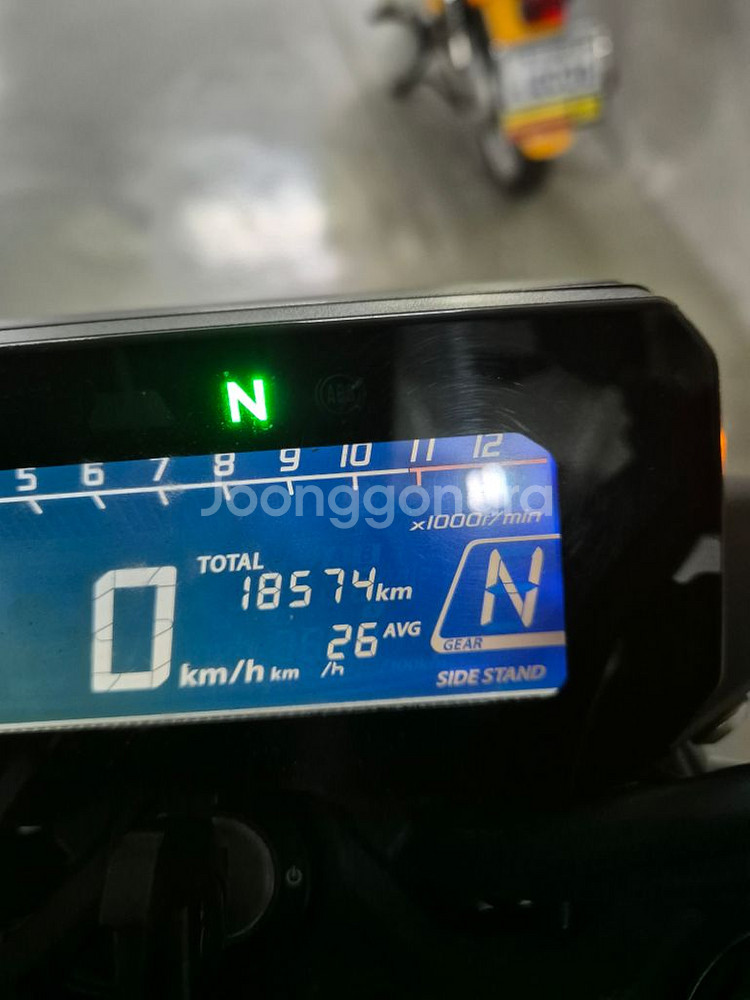 N
5 6 7 8 9 10 11 12
Joonggonara
x1000r/min
TOTAL
18574km
26 AVG
0 km/h km /h
N
GEAR
SIDE STAND